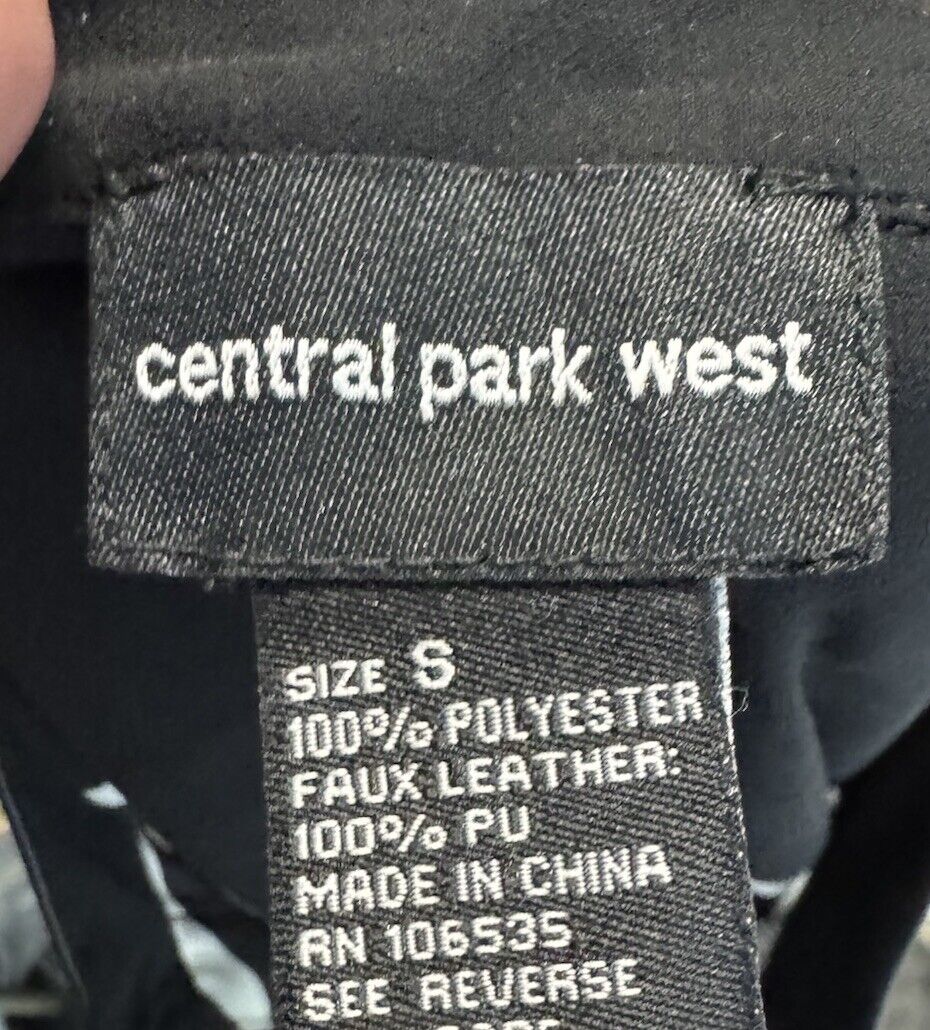 central park west
SIZE S
100% POLYESTER
FAUX LEATHER:
100% PU
MADE IN CHINA
RN 106535
SEE REVERSE